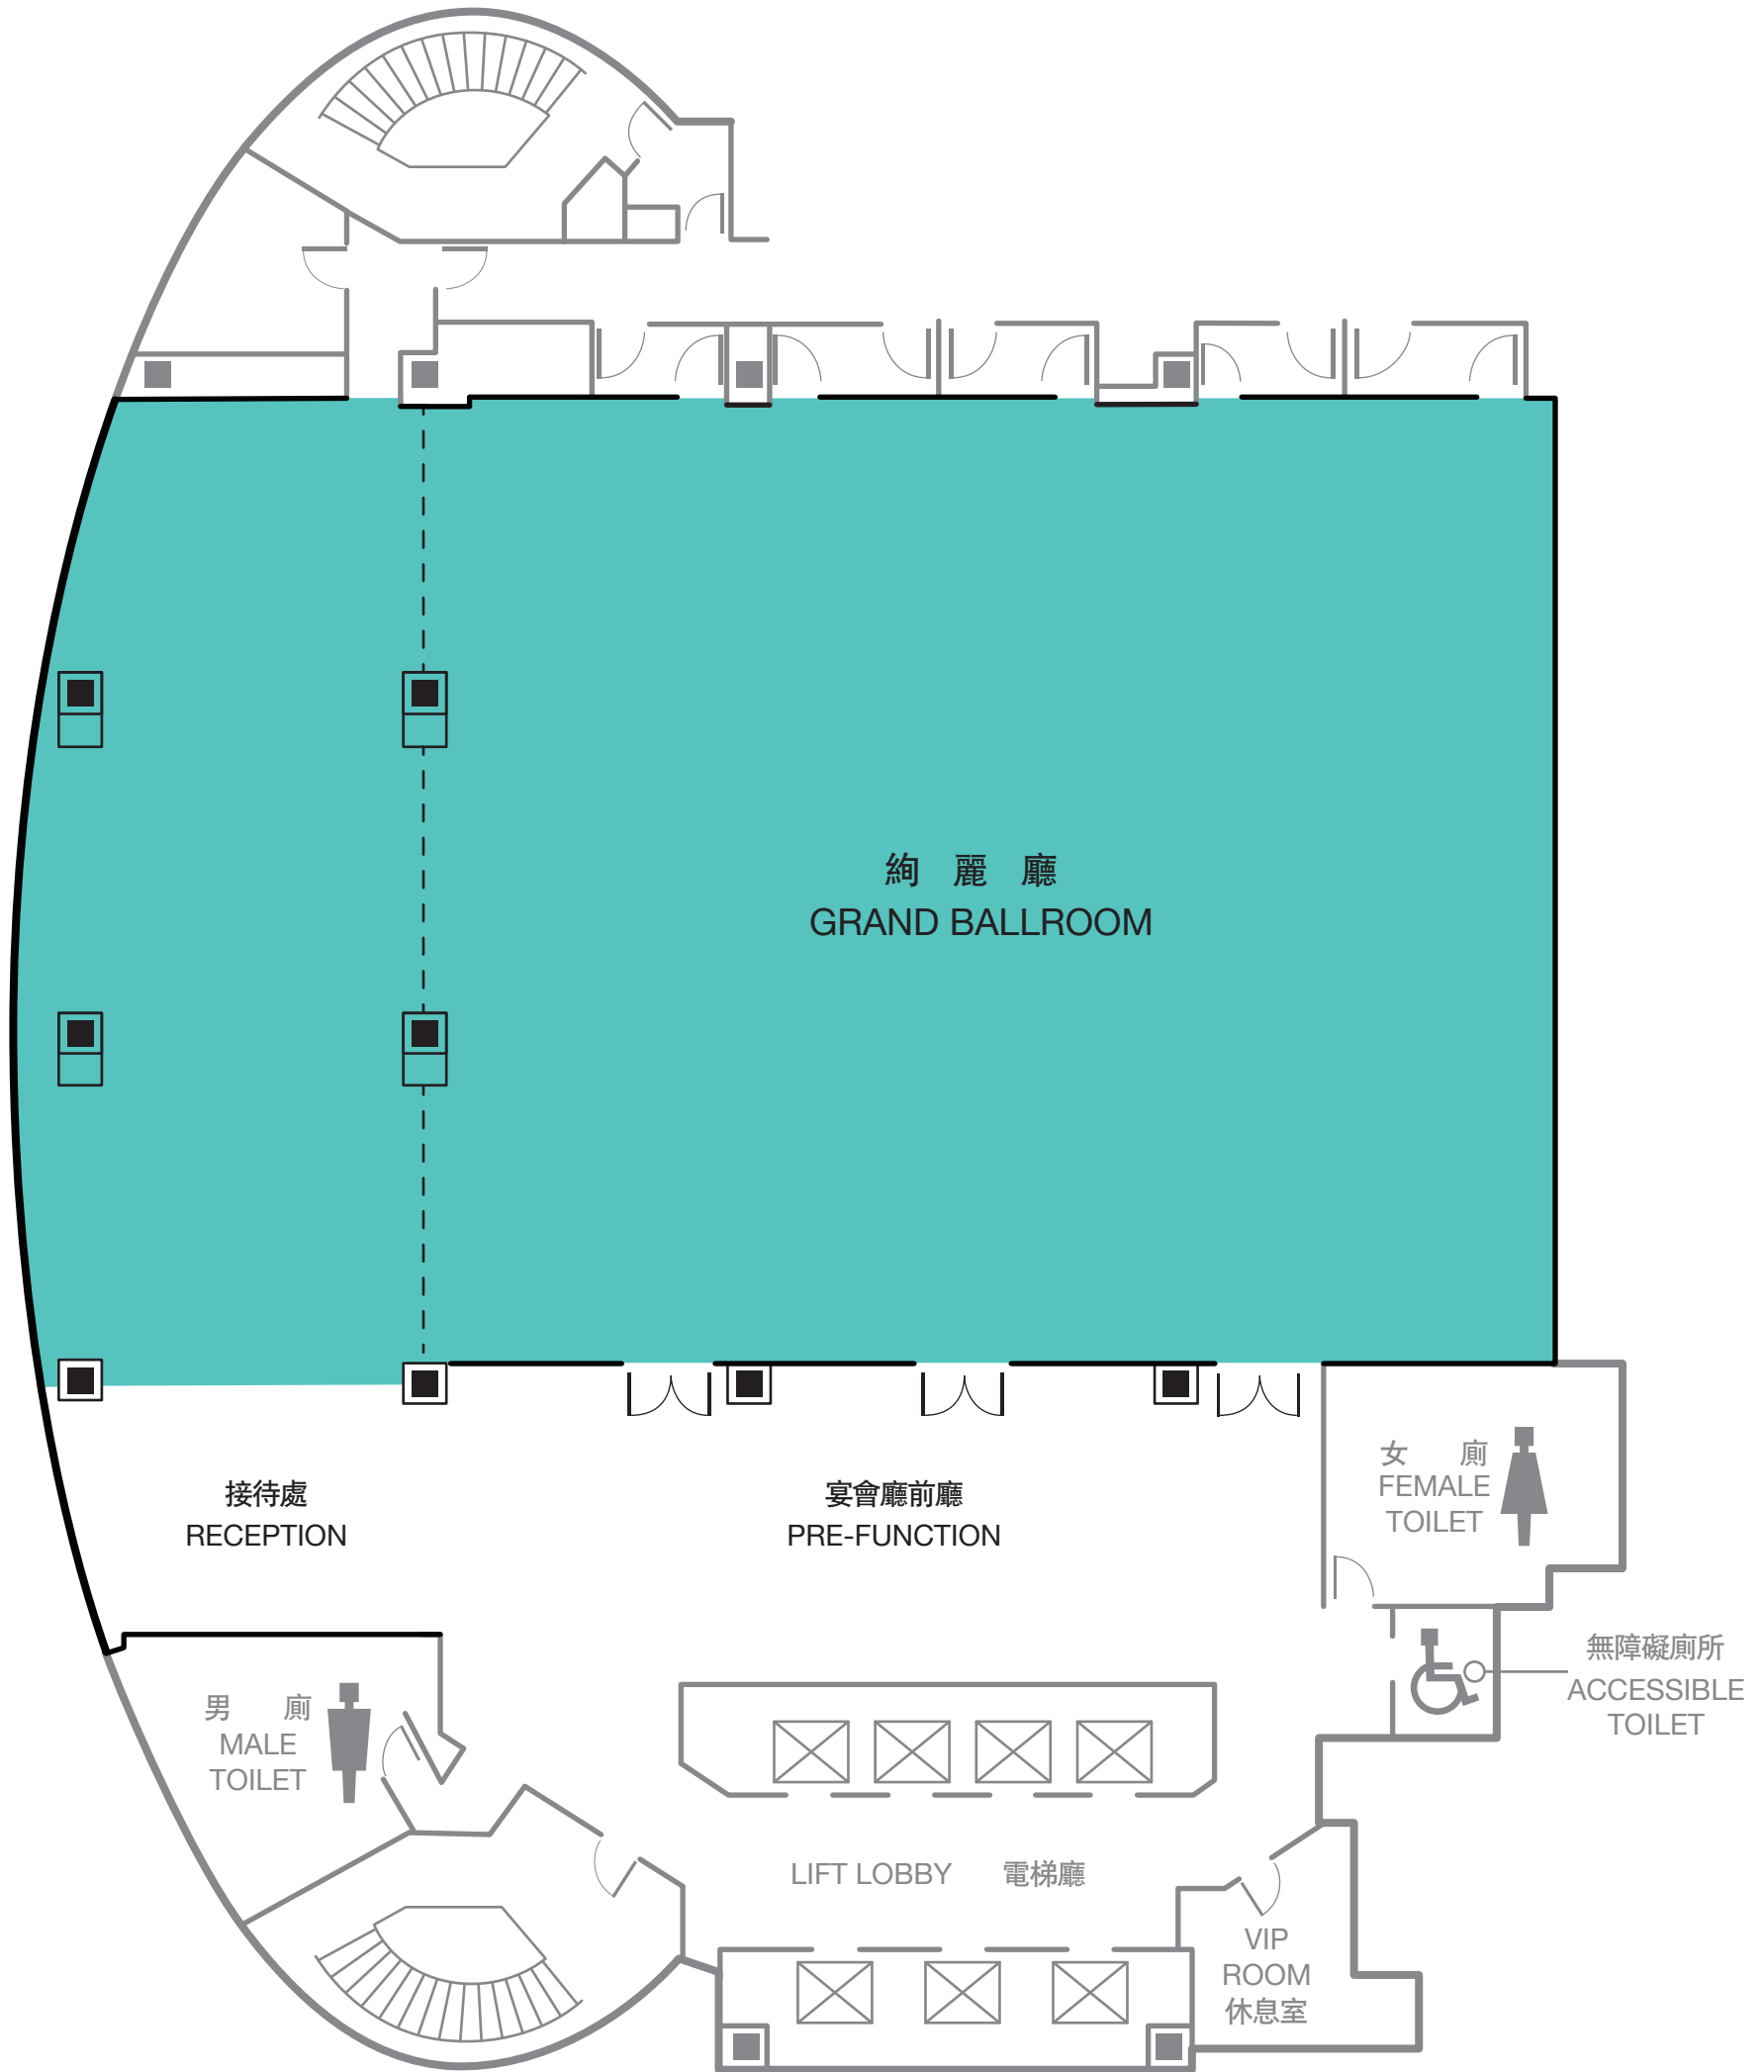 絢 麗 廳
GRAND BALLROOM
接待處
RECEPTION
宴會廳前廳
PRE-FUNCTION
女 廁
FEMALE
TOILET
無障礙廁所
ACCESSIBLE
TOILET
男 廁
MALE
TOILET
LIFT LOBBY 電梯廳
VIP
ROOM
休息室